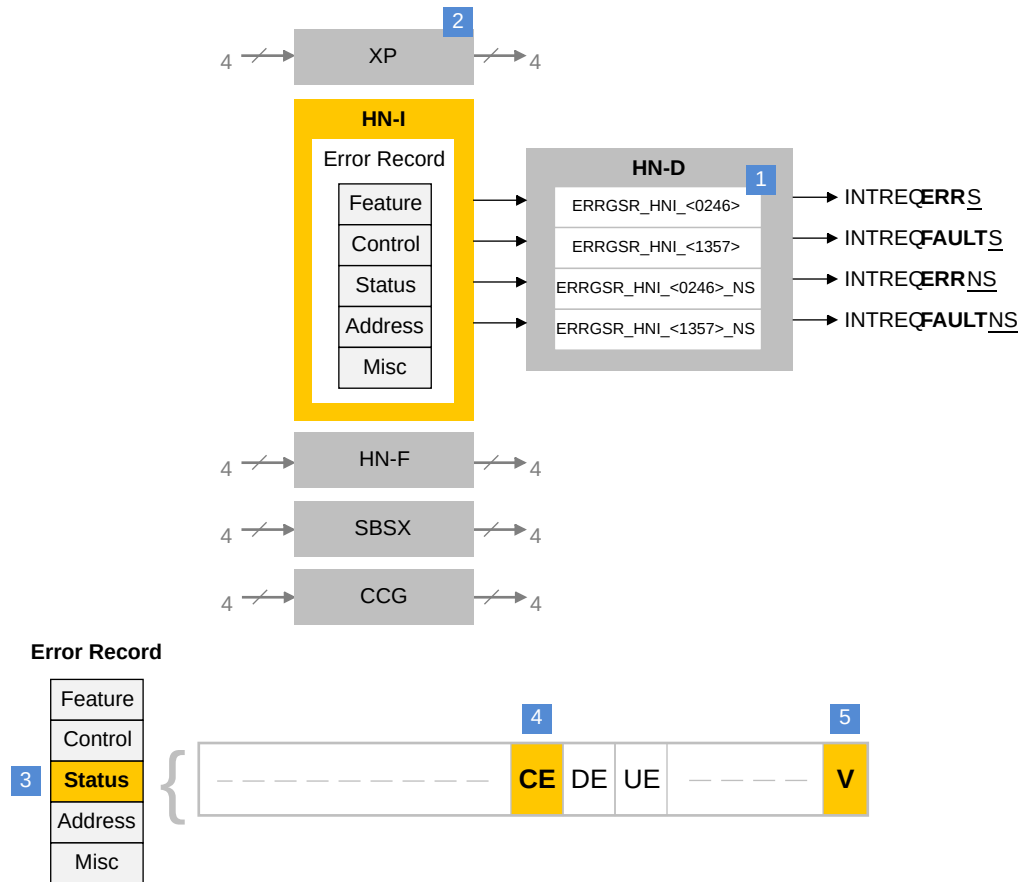 2
4 XP 4
HN-I
Error Record
Feature
Control
Status
Address
Misc
HN-D
1
ERRGSR_HNI_<0246>
ERRGSR_HNI_<1357>
ERRGSR_HNI_<0246>_NS
ERRGSR_HNI_<1357>_NS
INTREQERRS
INTREQFAULTS
INTREQERRNS
INTREQFAULTNS
4 HN-F 4
4 SBSX 4
4 CCG 4
Error Record
Feature
Control
3 Status
Address
Misc
{
4 5
CE DE UE V